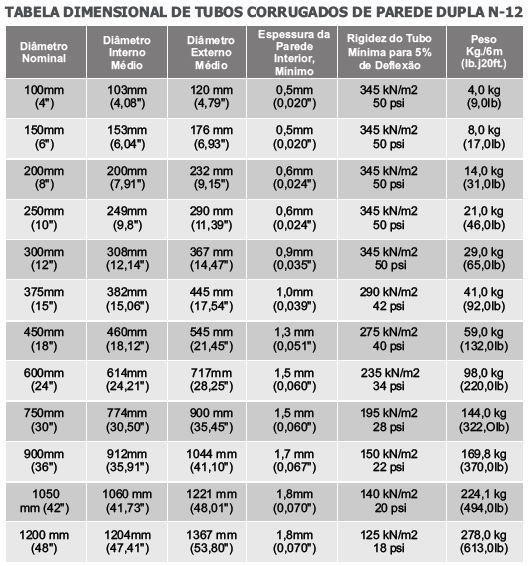 TABELA DIMENSIONAL DE TUBOS CORRUGADOS DE PAREDE DUPLA N-12
Diâmetro Nominal | Diâmetro Interno Médio | Diâmetro Externo Médio | Espessura da Parede Interior, Mínimo | Rigidez do Tubo Mínima para 5% de Deflexão | Peso Kg./6m (lb.j20ft.)
100mm (4") | 103mm (4,08") | 120 mm (4,79") | 0,5mm (0,020") | 345 kN/m2 50 psi | 4,0 kg (9,0lb)
150mm (6") | 153mm (6,04") | 176 mm (6,93") | 0,5mm (0,020") | 345 kN/m2 50 psi | 8,0 kg (17,0lb)
200mm (8") | 200mm (7,91") | 232 mm (9,15") | 0,6mm (0,024") | 345 kN/m2 50 psi | 14,0 kg (31,0lb)
250mm (10") | 249mm (9,8") | 290 mm (11,39") | 0,6mm (0,024") | 345 kN/m2 50 psi | 21,0 kg (46,0lb)
300mm (12") | 308mm (12,14") | 367 mm (14,47") | 0,9mm (0,035") | 345 kN/m2 50 psi | 29,0 kg (65,0lb)
375mm (15") | 382mm (15,06") | 445 mm (17,54") | 1,0mm (0,039") | 290 kN/m2 42 psi | 41,0 kg (92,0lb)
450mm (18") | 460mm (18,12") | 545 mm (21,45") | 1,3 mm (0,051") | 275 kN/m2 40 psi | 59,0 kg (132,0lb)
600mm (24") | 614mm (24,21") | 717mm (28,25") | 1,5 mm (0,060") | 235 kN/m2 34 psi | 98,0 kg (220,0lb)
750mm (30") | 774mm (30,50") | 900 mm (35,45") | 1,5 mm (0,060") | 195 kN/m2 28 psi | 144,0 kg (322,Olb)
900mm (36") | 912mm (35,91") | 1044 mm (41,10") | 1,7 mm (0,067") | 150 kN/m2 22 psi | 169,8 kg (370,0lb)
1050 mm (42") | 1060 mm (41,73") | 1221 mm (48,01") | 1,8mm (0,070") | 140 kN/m2 20 psi | 224,1 kg (494,0lb)
1200 mm (48") | 1204mm (47,41") | 1367 mm (53,80") | 1,8mm (0,070") | 125 kN/m2 18 psi | 278,0 kg (613,0lb)